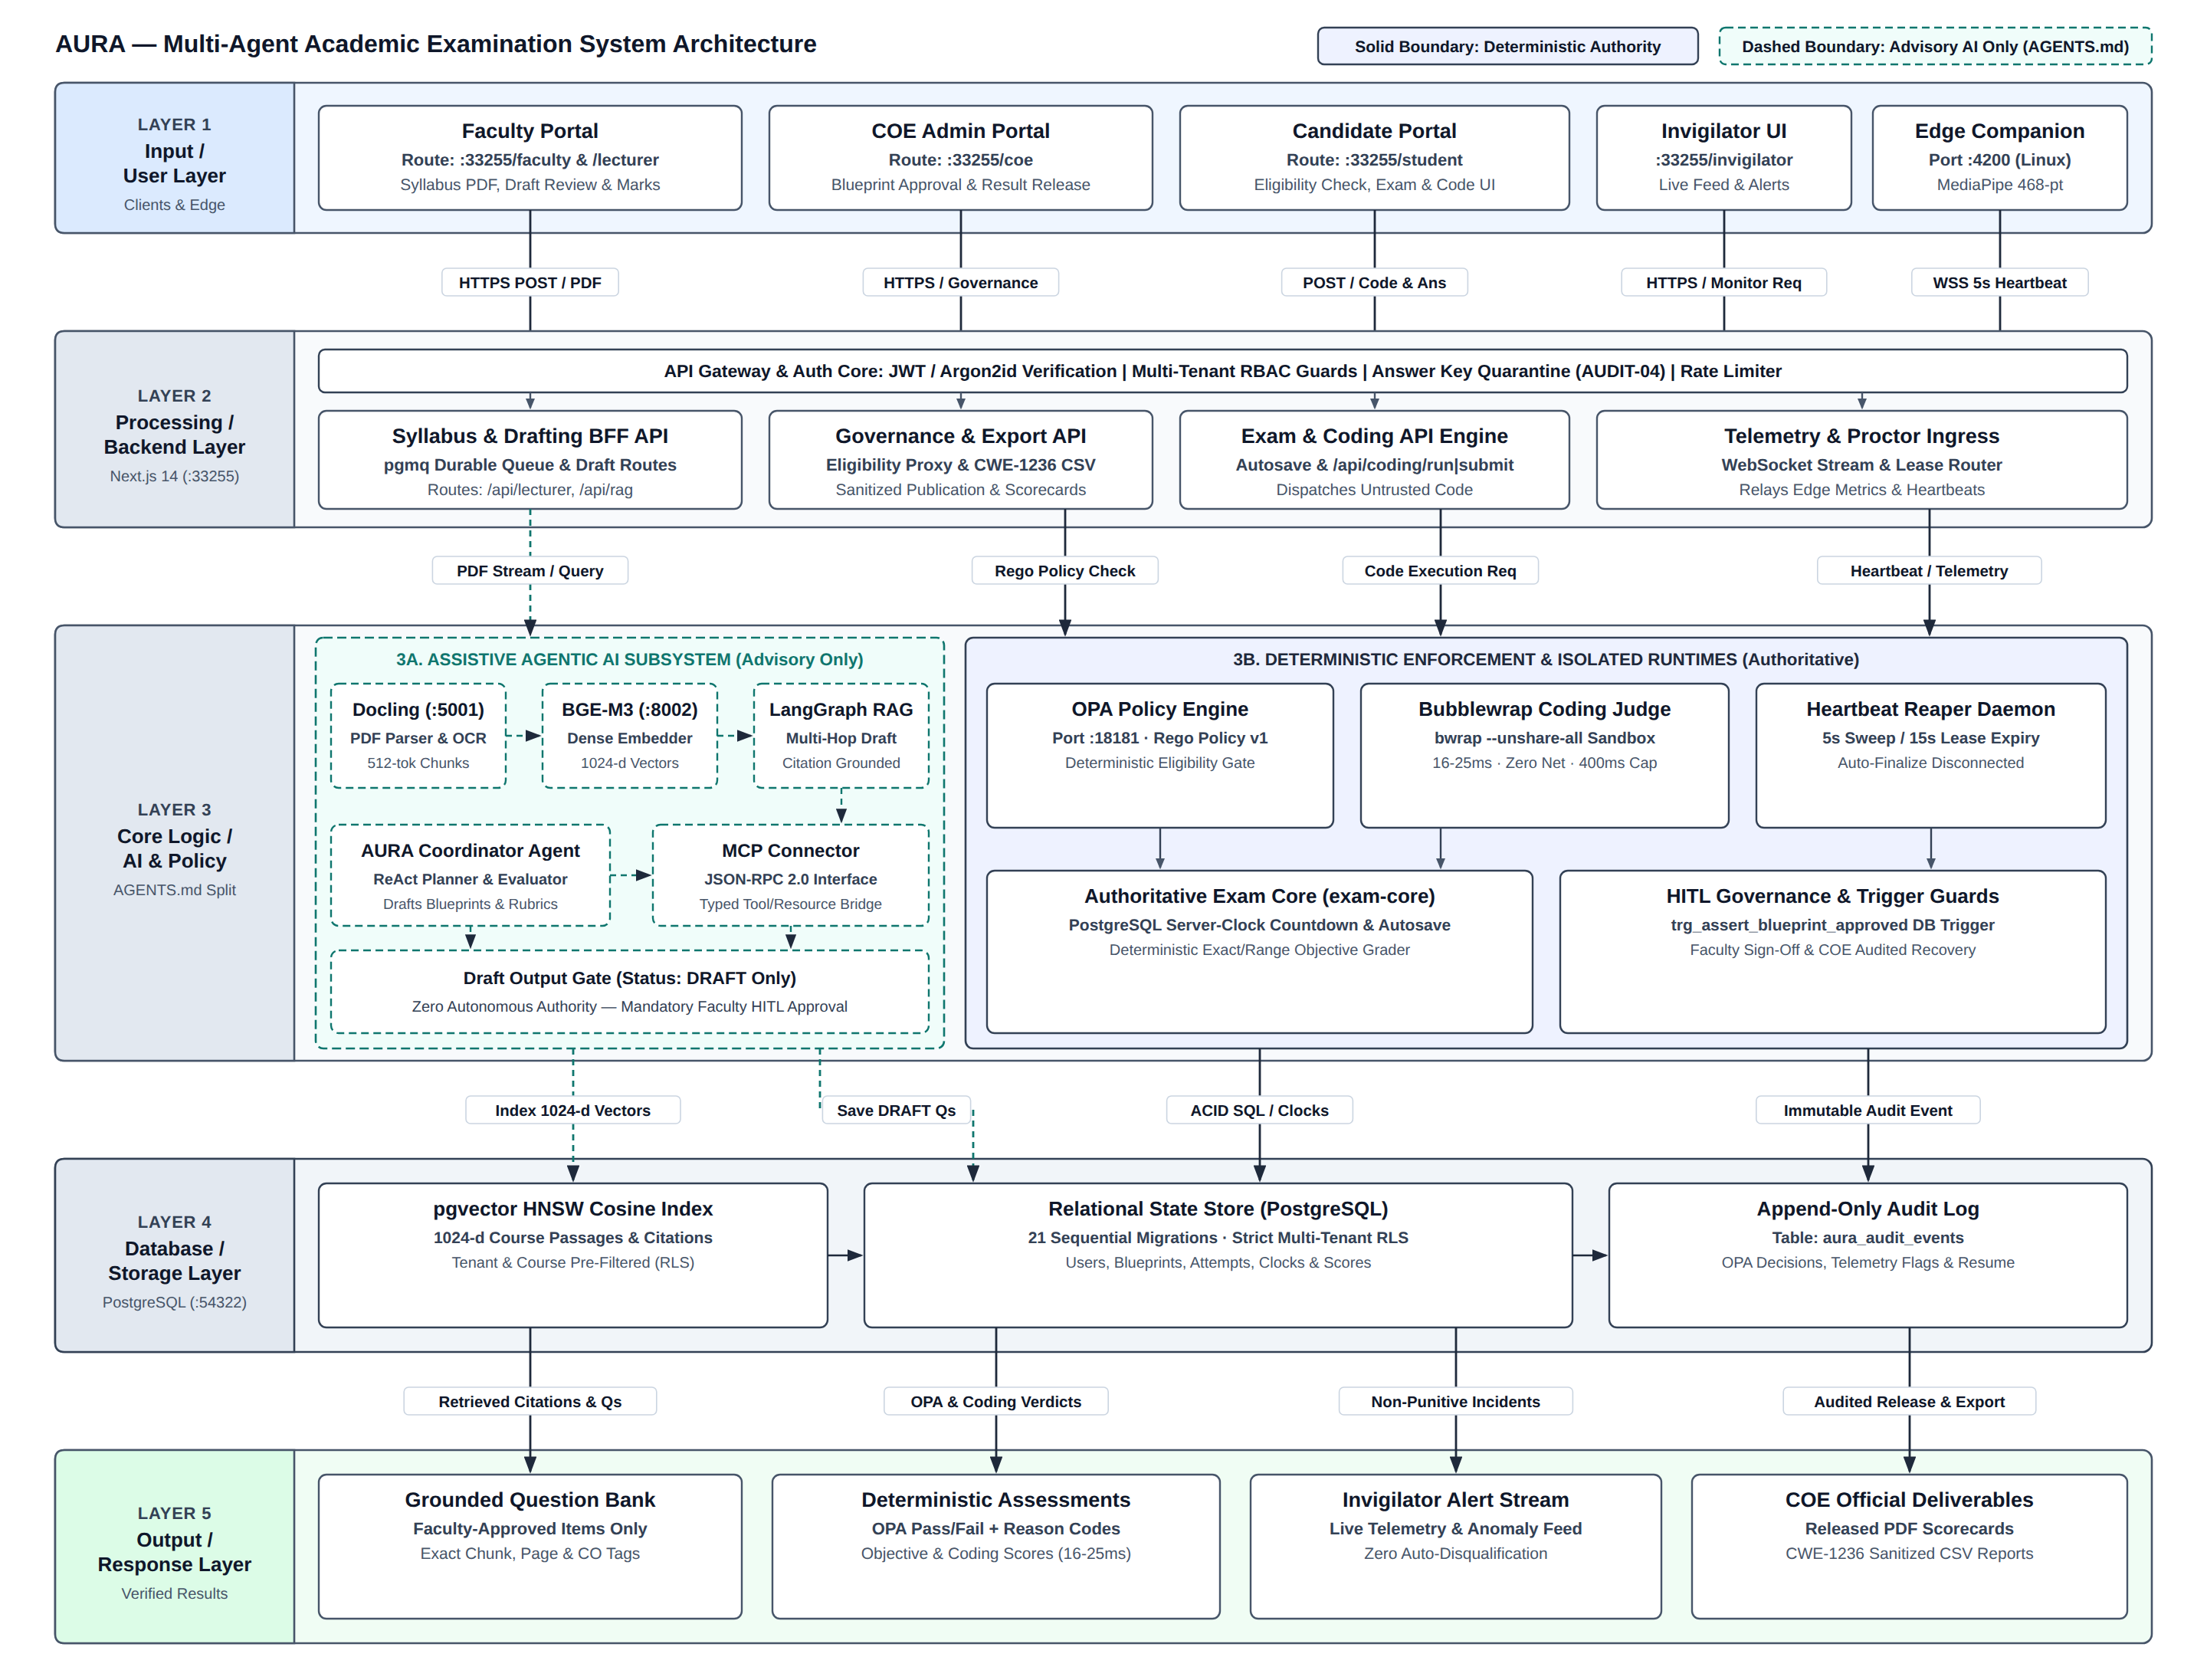 AURA — Multi-Agent Academic Examination System Architecture
Solid Boundary: Deterministic Authority
Dashed Boundary: Advisory AI Only (AGENTS.md)
LAYER 1
Input /
User Layer
Clients & Edge
Faculty Portal
Route: :33255/faculty & /lecturer
Syllabus PDF, Draft Review & Marks
COE Admin Portal
Route: :33255/coe
Blueprint Approval & Result Release
Candidate Portal
Route: :33255/student
Eligibility Check, Exam & Code UI
Invigilator UI
:33255/invigilator
Live Feed & Alerts
Edge Companion
Port :4200 (Linux)
MediaPipe 468-pt
HTTPS POST / PDF
HTTPS / Governance
POST / Code & Ans
HTTPS / Monitor Req
WSS 5s Heartbeat
LAYER 2
Processing /
Backend Layer
Next.js 14 (:33255)
API Gateway & Auth Core: JWT / Argon2id Verification | Multi-Tenant RBAC Guards | Answer Key Quarantine (AUDIT-04) | Rate Limiter
Syllabus & Drafting BFF API
pgmq Durable Queue & Draft Routes
Routes: /api/lecturer, /api/rag
Governance & Export API
Eligibility Proxy & CWE-1236 CSV
Sanitized Publication & Scorecards
Exam & Coding API Engine
Autosave & /api/coding/run|submit
Dispatches Untrusted Code
Telemetry & Proctor Ingress
WebSocket Stream & Lease Router
Relays Edge Metrics & Heartbeats
PDF Stream / Query
Rego Policy Check
Code Execution Req
Heartbeat / Telemetry
LAYER 3
Core Logic /
AI & Policy
AGENTS.md Split
3A. ASSISTIVE AGENTIC AI SUBSYSTEM (Advisory Only)
Docling (:5001)
PDF Parser & OCR
512-tok Chunks
BGE-M3 (:8002)
Dense Embedder
1024-d Vectors
LangGraph RAG
Multi-Hop Draft
Citation Grounded
AURA Coordinator Agent
ReAct Planner & Evaluator
Drafts Blueprints & Rubrics
MCP Connector
JSON-RPC 2.0 Interface
Typed Tool/Resource Bridge
Draft Output Gate (Status: DRAFT Only)
Zero Autonomous Authority — Mandatory Faculty HITL Approval
3B. DETERMINISTIC ENFORCEMENT & ISOLATED RUNTIMES (Authoritative)
OPA Policy Engine
Port :18181 · Rego Policy v1
Deterministic Eligibility Gate
Bubblewrap Coding Judge
bwrap --unshare-all Sandbox
16-25ms · Zero Net · 400ms Cap
Heartbeat Reaper Daemon
5s Sweep / 15s Lease Expiry
Auto-Finalize Disconnected
Authoritative Exam Core (exam-core)
PostgreSQL Server-Clock Countdown & Autosave
Deterministic Exact/Range Objective Grader
HITL Governance & Trigger Guards
trg_assert_blueprint_approved DB Trigger
Faculty Sign-Off & COE Audited Recovery
Index 1024-d Vectors
Save DRAFT Qs
ACID SQL / Clocks
Immutable Audit Event
LAYER 4
Database /
Storage Layer
PostgreSQL (:54322)
pgvector HNSW Cosine Index
1024-d Course Passages & Citations
Tenant & Course Pre-Filtered (RLS)
Relational State Store (PostgreSQL)
21 Sequential Migrations · Strict Multi-Tenant RLS
Users, Blueprints, Attempts, Clocks & Scores
Append-Only Audit Log
Table: aura_audit_events
OPA Decisions, Telemetry Flags & Resume
Retrieved Citations & Qs
OPA & Coding Verdicts
Non-Punitive Incidents
Audited Release & Export
LAYER 5
Output /
Response Layer
Verified Results
Grounded Question Bank
Faculty-Approved Items Only
Exact Chunk, Page & CO Tags
Deterministic Assessments
OPA Pass/Fail + Reason Codes
Objective & Coding Scores (16-25ms)
Invigilator Alert Stream
Live Telemetry & Anomaly Feed
Zero Auto-Disqualification
COE Official Deliverables
Released PDF Scorecards
CWE-1236 Sanitized CSV Reports